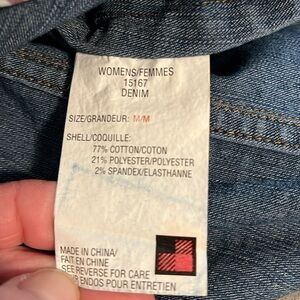 WOMENS/FEMMES
15167
DENIM
SIZE/GRANDEUR: M/M
SHELL/COQUILLE:
77% COTTON/COTON
21% POLYESTER/POLYESTER
2% SPANDEX/ELASTHANNE
MADE IN CHINA/
FAIT EN CHINE
SEE REVERSE FOR CARE
ENDOS POUR ENTRETIEN